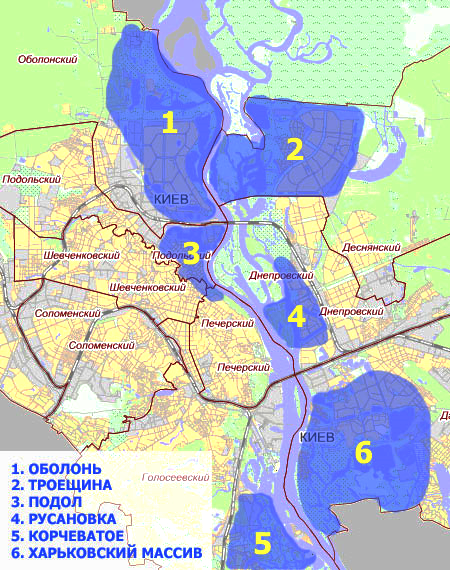 Оболонский
1
2
Подольский
КИЕВ
3
Подольский
Деснянский
Шевченковский
Днепровский
Шевченковский
4
Днепровский
Соломенский
Печерский
Соломенский
Печерский
КИЕВ
6
Голосеевский
5
1. ОБОЛОНЬ
2. ТРОЕЩИНА
3. ПОДОЛ
4. РУСАНОВКА
5. КОРЧЕВАТОЕ
6. ХАРЬКОВСКИЙ МАССИВ